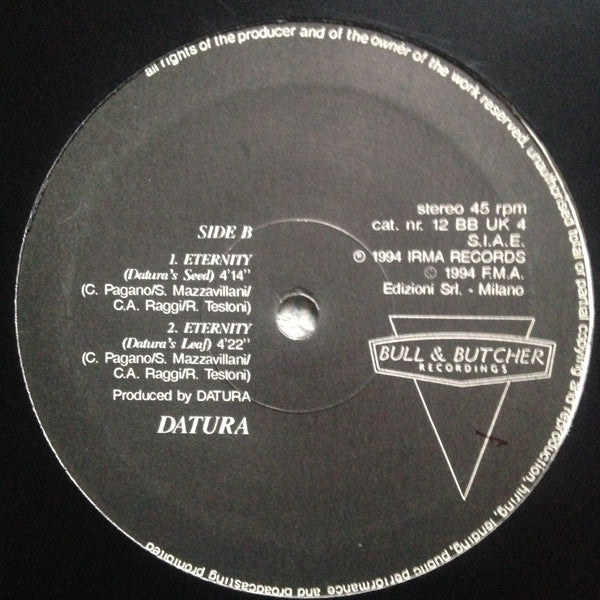 all rights of the producer and of the owner of the work reserved. unauthorised total or partial copying and reproduction, hiring, lending, public performance and broadcasting prohibited
SIDE B
1. ETERNITY
(Datura's Seed) 4'14"
(C. Pagano/S. Mazzavillani/
C.A. Raggi/R. Testoni)
2. ETERNITY
(Datura's Leaf) 4'22"
(C. Pagano/S. Mazzavillani/
C.A. Raggi/R. Testoni)
Produced by DATURA
DATURA
stereo 45 rpm
cat. nr. 12 BB UK 4
S.I.A.E.
℗ 1994 IRMA RECORDS
© 1994 F.M.A.
Edizioni Srl. - Milano
BULL & BUTCHER
RECORDINGS